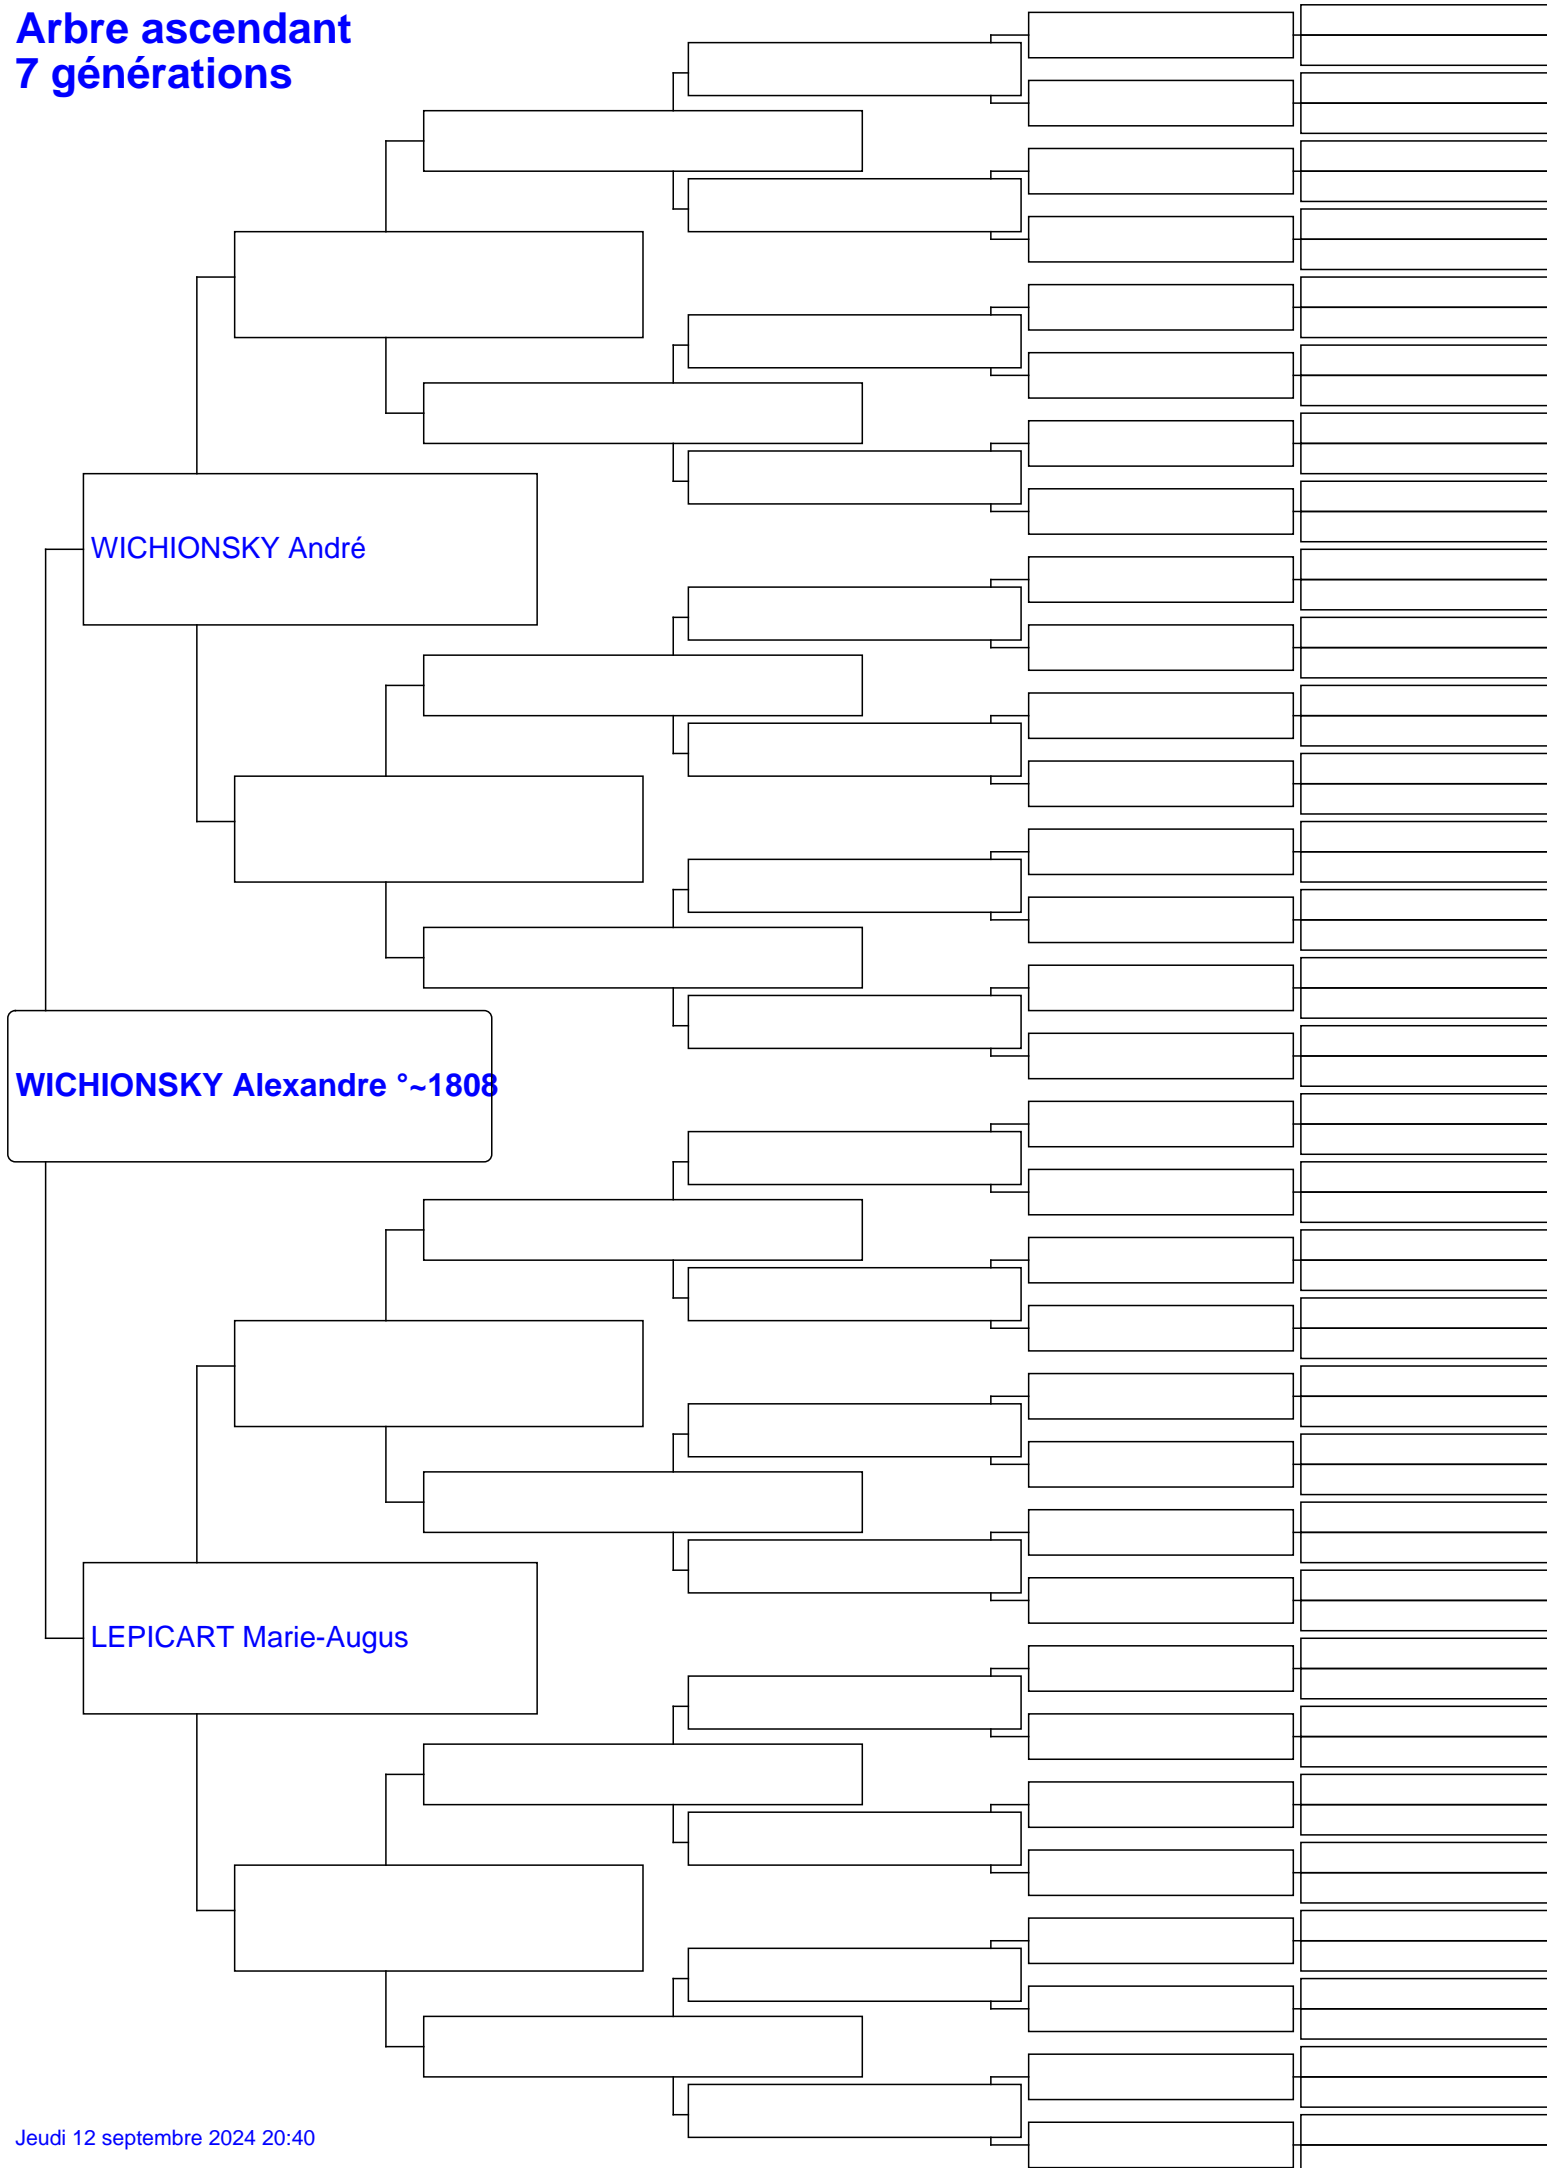 Arbre ascendant
7 générations
WICHIONSKY André
WICHIONSKY Alexandre °~1808
LEPICART Marie-Augus
Jeudi 12 septembre 2024 20:40